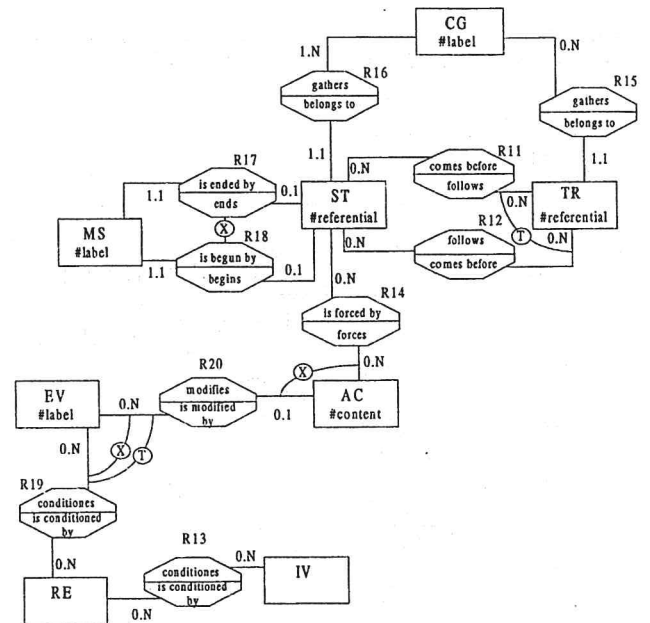 CG
#label
1.N
0.N
R16
gathers
belongs to
R15
gathers
belongs to
1.1
1.1
R17
is ended by
ends
1.1
0.1
R11
comes before
follows
0.N
0.N
ST
#referential
TR
#referential
MS
#label
X
R18
is begun by
begins
1.1
0.1
R12
follows
comes before
0.N
0.N
T
0.N
R14
is forced by
forces
0.N
X
R20
modifies
is modified
by
0.N
0.1
EV
#label
AC
#content
0.N
X
T
R19
conditiones
is conditioned
by
0.N
R13
conditiones
is conditioned
by
0.N
0.N
RE
IV